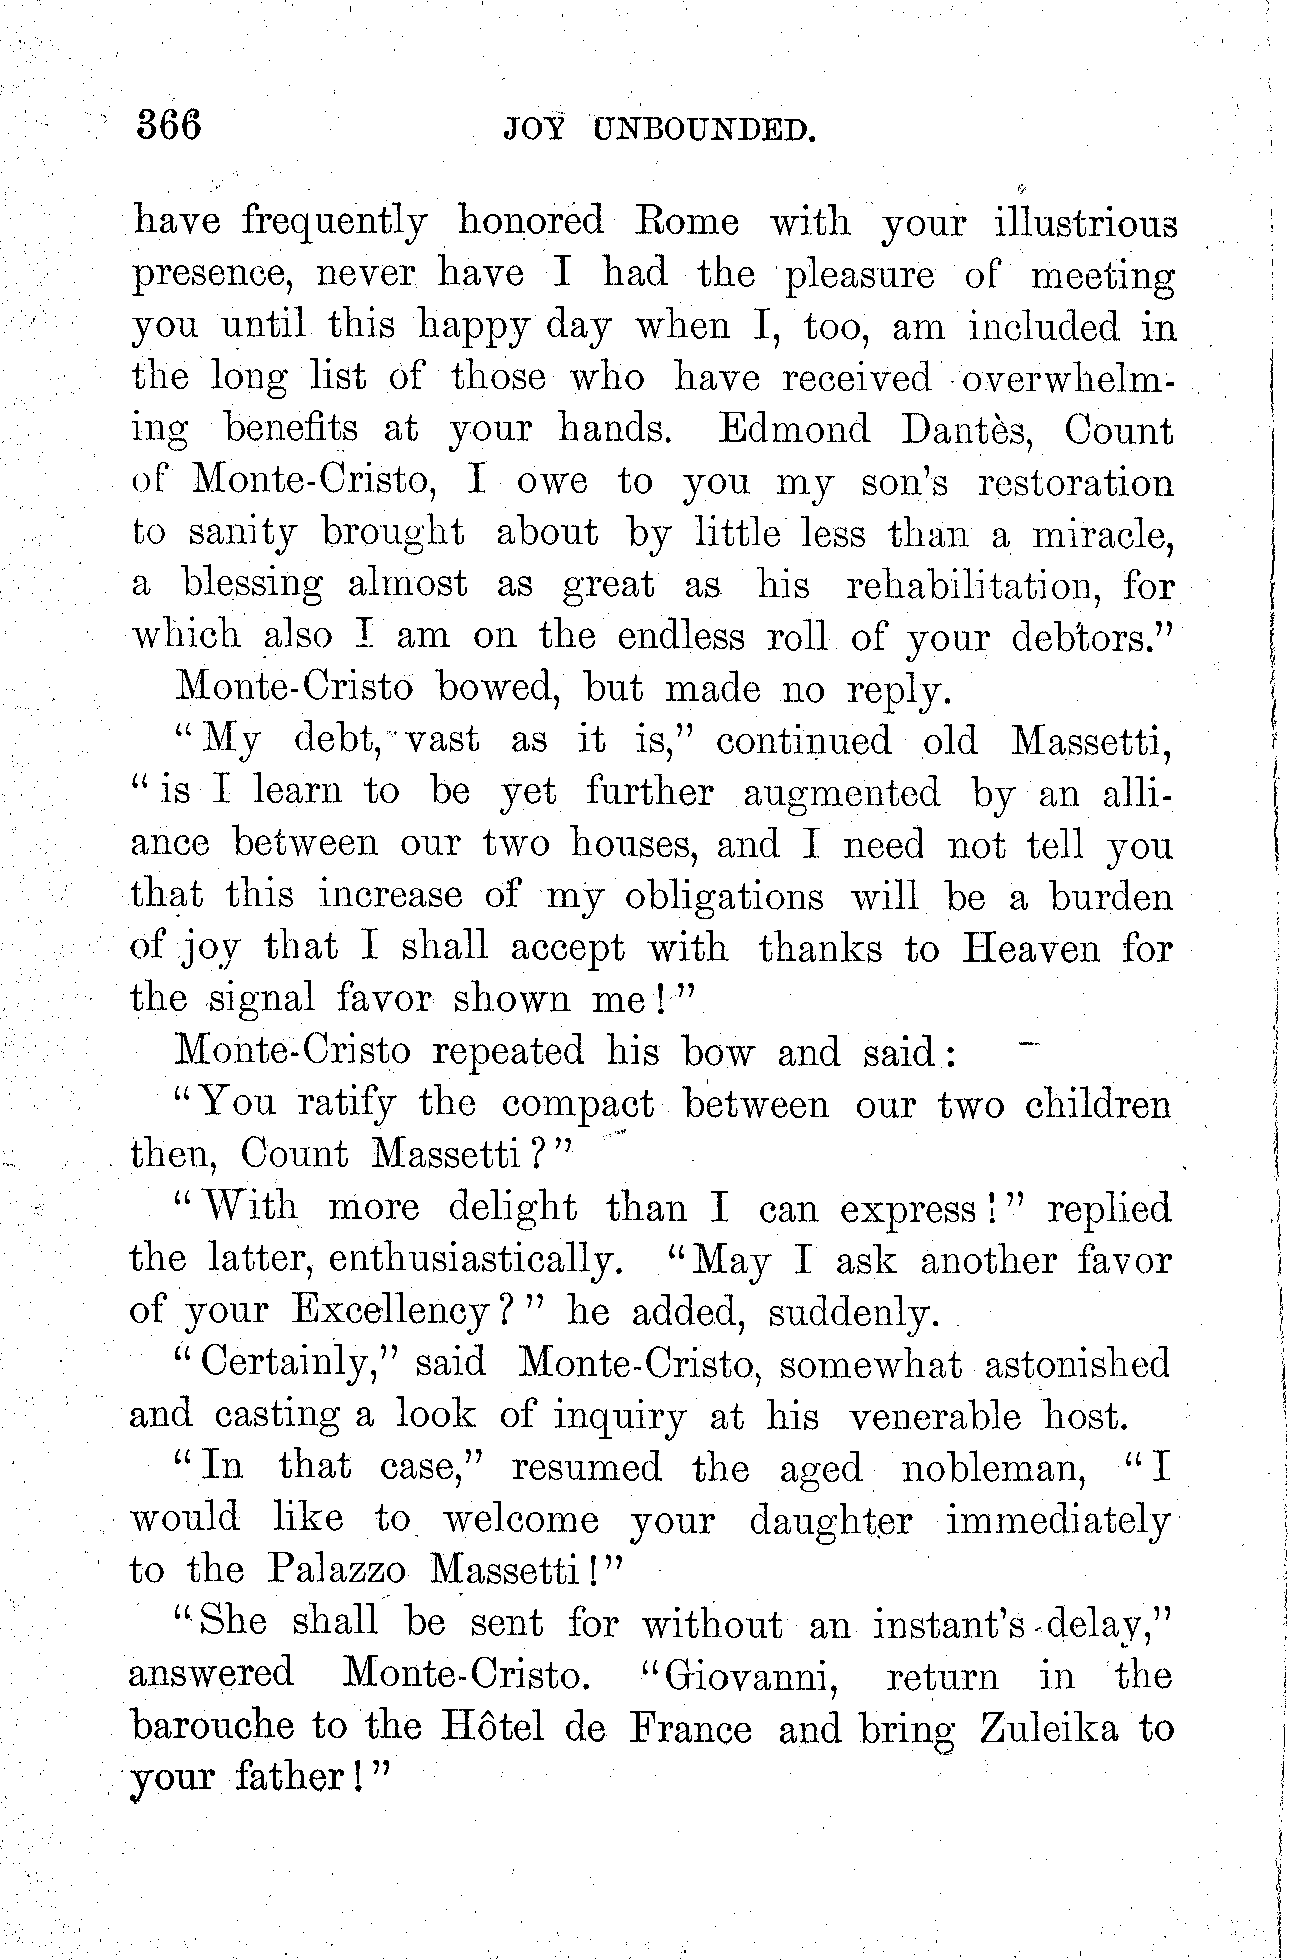 366 JOY UNBOUNDED.
have frequently honored Rome with your illustrious
presence, never have I had the pleasure of meeting
you until this happy day when I, too, am included in
the long list of those who have received overwhelm-
ing benefits at your hands. Edmond Dantès, Count
of Monte-Cristo, I owe to you my son's restoration
to sanity brought about by little less than a miracle,
a blessing almost as great as his rehabilitation, for
which also I am on the endless roll of your debtors."
Monte-Cristo bowed, but made no reply.
"My debt, vast as it is," continued old Massetti,
"is I learn to be yet further augmented by an alli-
ance between our two houses, and I need not tell you
that this increase of my obligations will be a burden
of joy that I shall accept with thanks to Heaven for
the signal favor shown me!"
Monte-Cristo repeated his bow and said:
"You ratify the compact between our two children
then, Count Massetti?"
"With more delight than I can express!" replied
the latter, enthusiastically. "May I ask another favor
of your Excellency?" he added, suddenly.
"Certainly," said Monte-Cristo, somewhat astonished
and casting a look of inquiry at his venerable host.
"In that case," resumed the aged nobleman, "I
would like to welcome your daughter immediately
to the Palazzo Massetti!"
"She shall be sent for without an instant's delay,"
answered Monte-Cristo. "Giovanni, return in the
barouche to the Hôtel de France and bring Zuleika to
your father!"